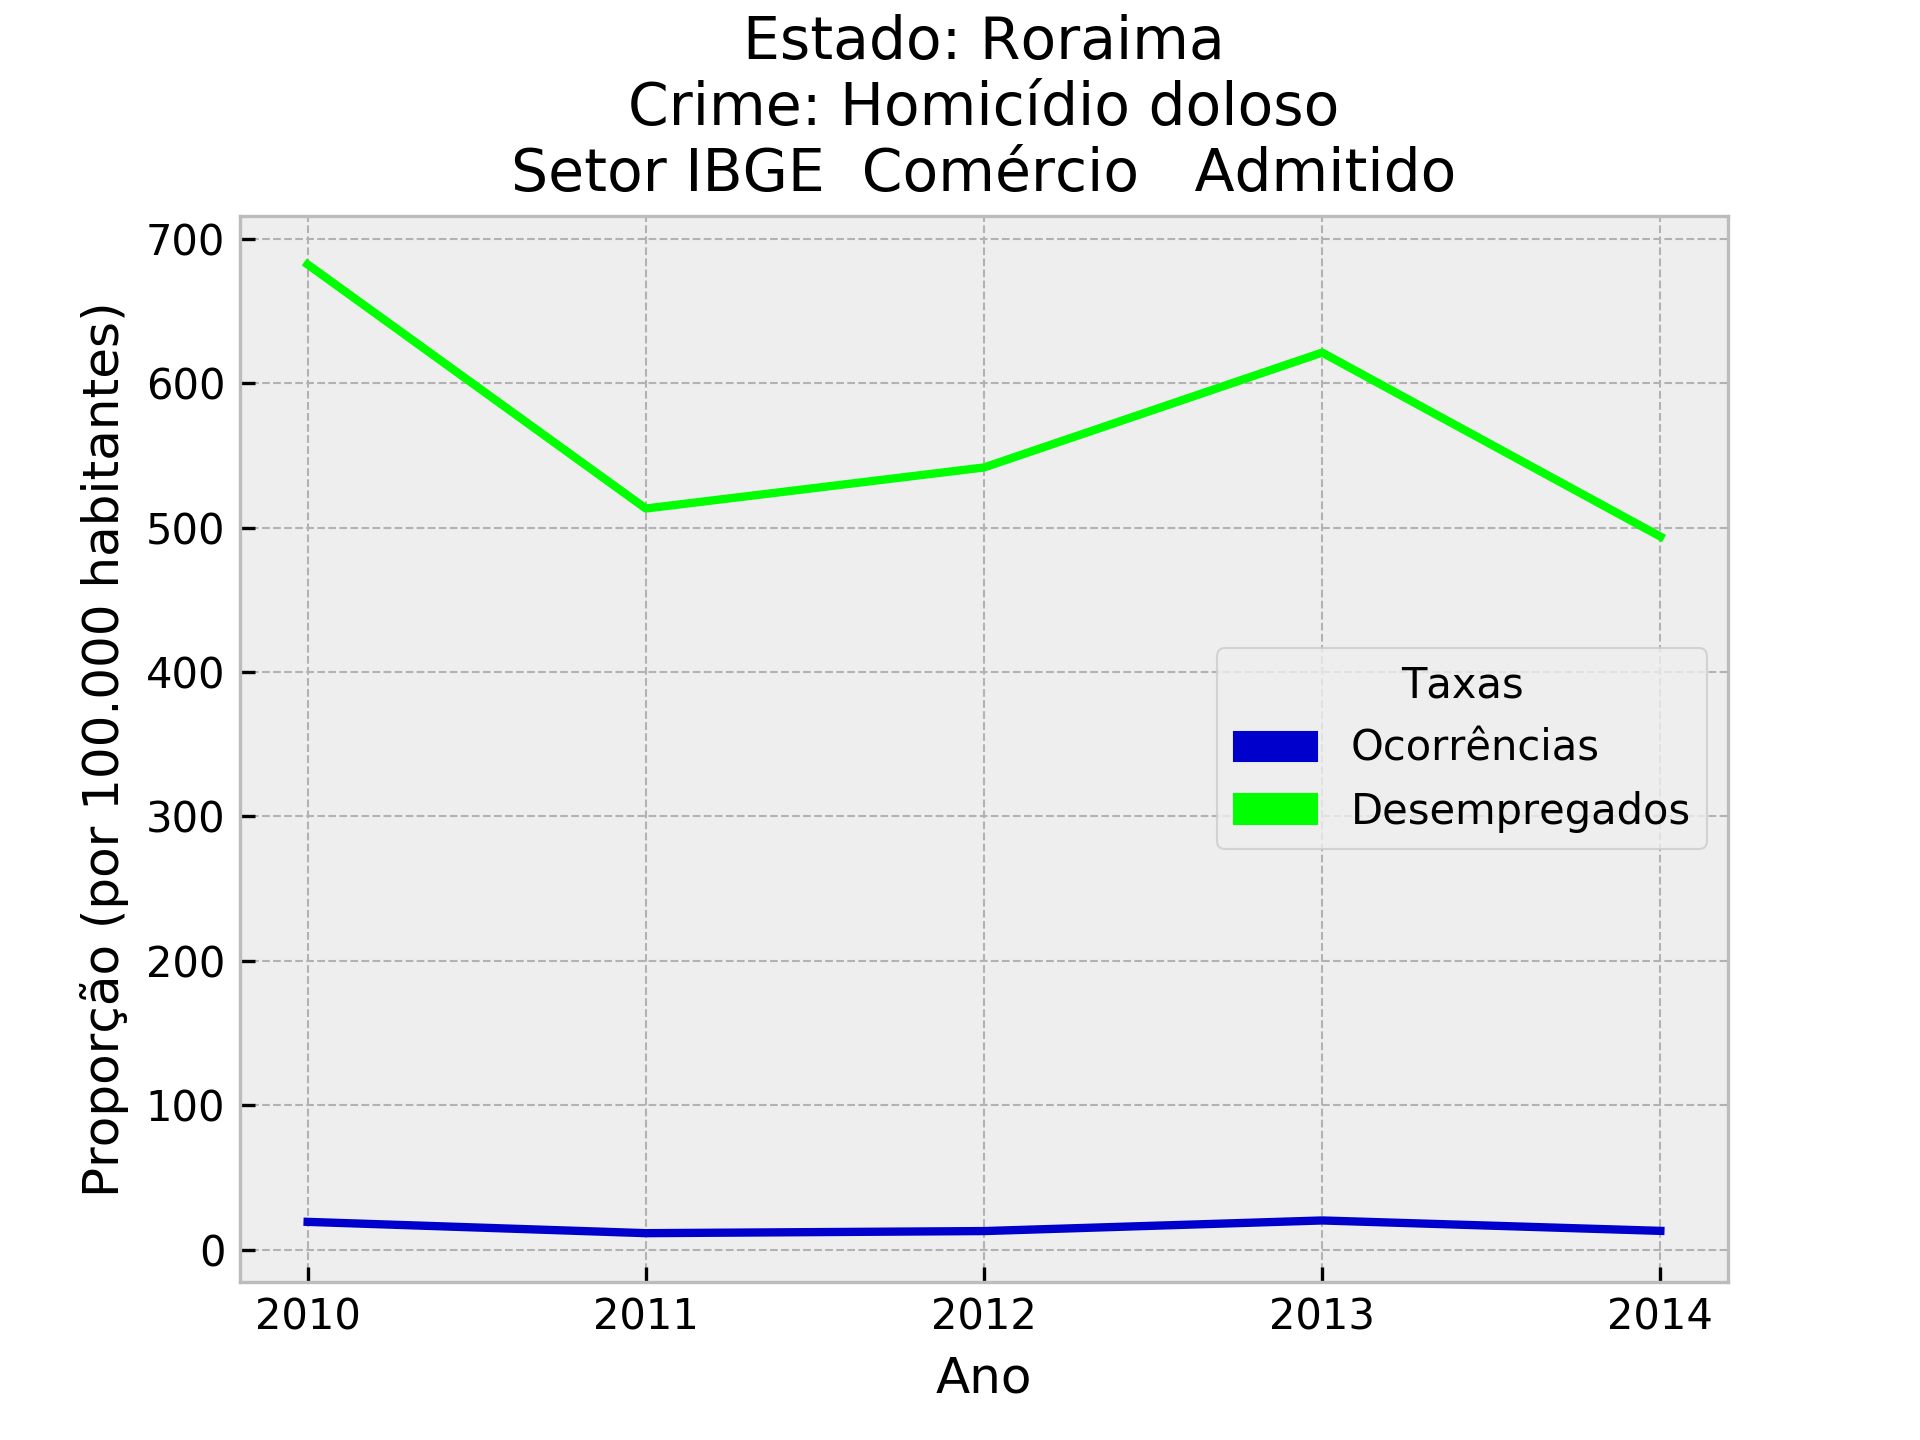 Estado: Roraima
Crime: Homicídio doloso
Setor IBGE  Comércio   Admitido
Proporção (por 100.000 habitantes)
700
600
500
400
300
200
100
0
Taxas
Ocorrências
Desempregados
2010 2011 2012 2013 2014
Ano